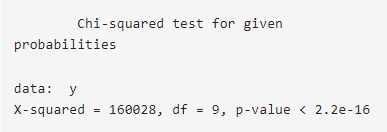 Chi-squared test for given
probabilities
data:  y
X-squared = 160028, df = 9, p-value < 2.2e-16